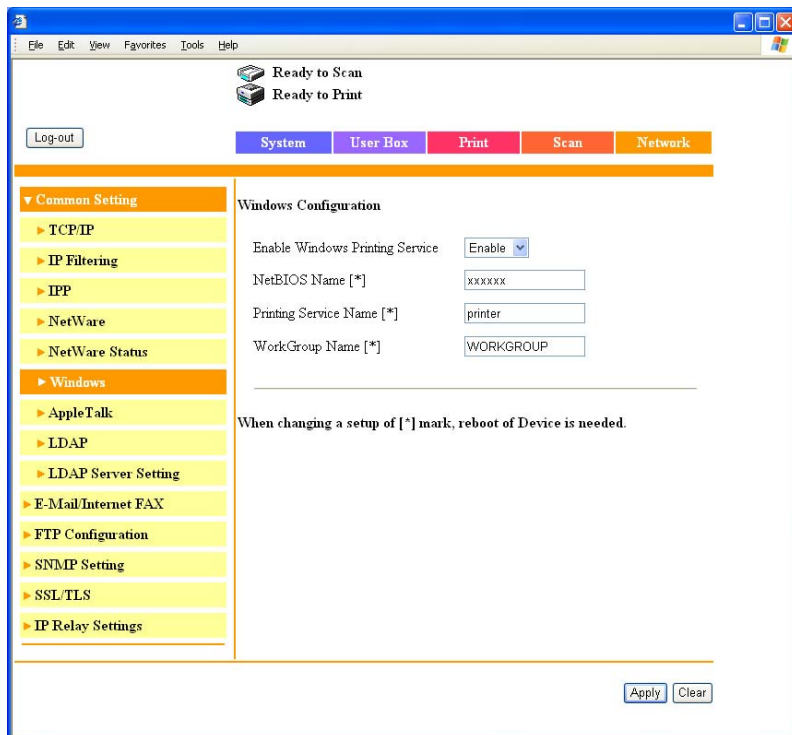 File Edit View Favorites Tools Help
Ready to Scan
Ready to Print
Log-out
System User Box Print Scan Network
Common Setting
TCP/IP
IP Filtering
IPP
NetWare
NetWare Status
Windows
AppleTalk
LDAP
LDAP Server Setting
E-Mail/Internet FAX
FTP Configuration
SNMP Setting
SSL/TLS
IP Relay Settings
Windows Configuration
Enable Windows Printing Service Enable
NetBIOS Name [*] xxxxxx
Printing Service Name [*] printer
WorkGroup Name [*] WORKGROUP
When changing a setup of [*] mark, reboot of Device is needed.
Apply Clear